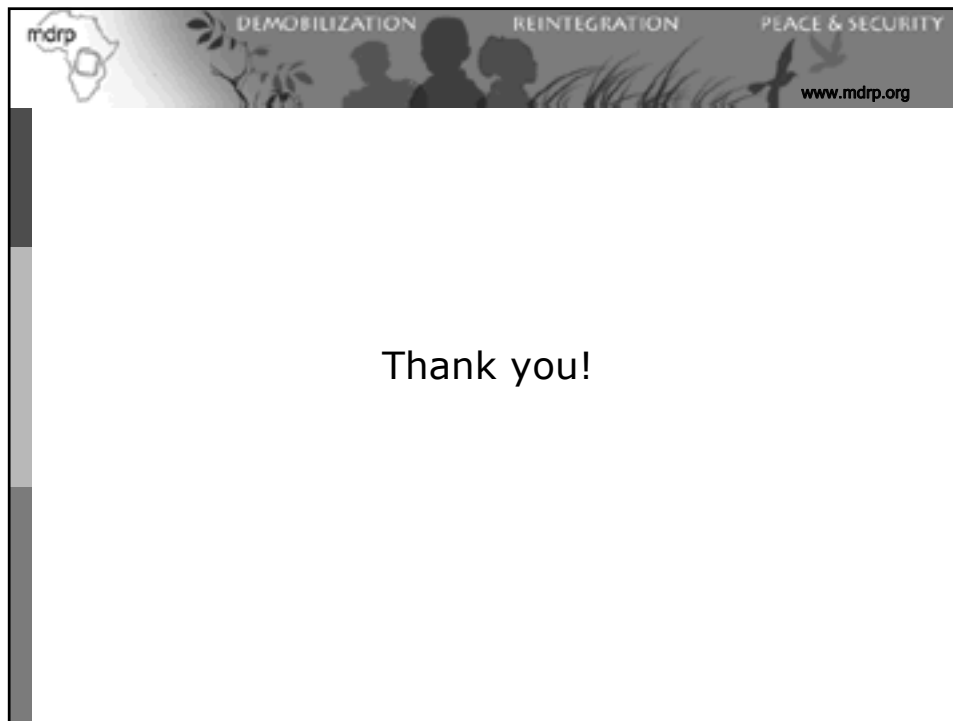 mdrp
DEMOBILIZATION REINTEGRATION PEACE & SECURITY
www.mdrp.org
Thank you!